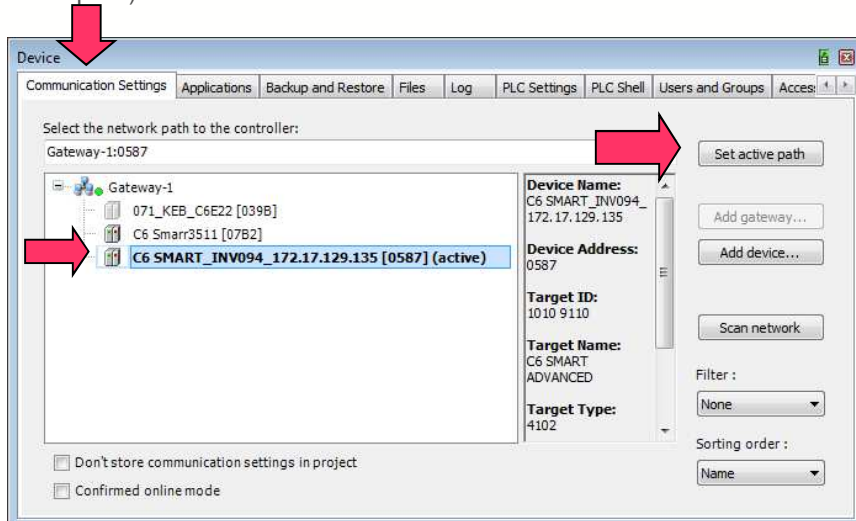 Device
Communication Settings Applications Backup and Restore Files Log PLC Settings PLC Shell Users and Groups Access
Select the network path to the controller:
Gateway-1:0587
Set active path
Gateway-1
071_KEB_C6E22 [039B]
C6 Smarr3511 [07B2]
C6 SMART_INV094_172.17.129.135 [0587] (active)
Device Name:
C6 SMART_INV094_
172.17.129.135
Device Address:
0587
Target ID:
1010 9110
Target Name:
C6 SMART
ADVANCED
Target Type:
4102
Add gateway...
Add device...
Scan network
Filter :
None
Sorting order :
Name
Don't store communication settings in project
Confirmed online mode